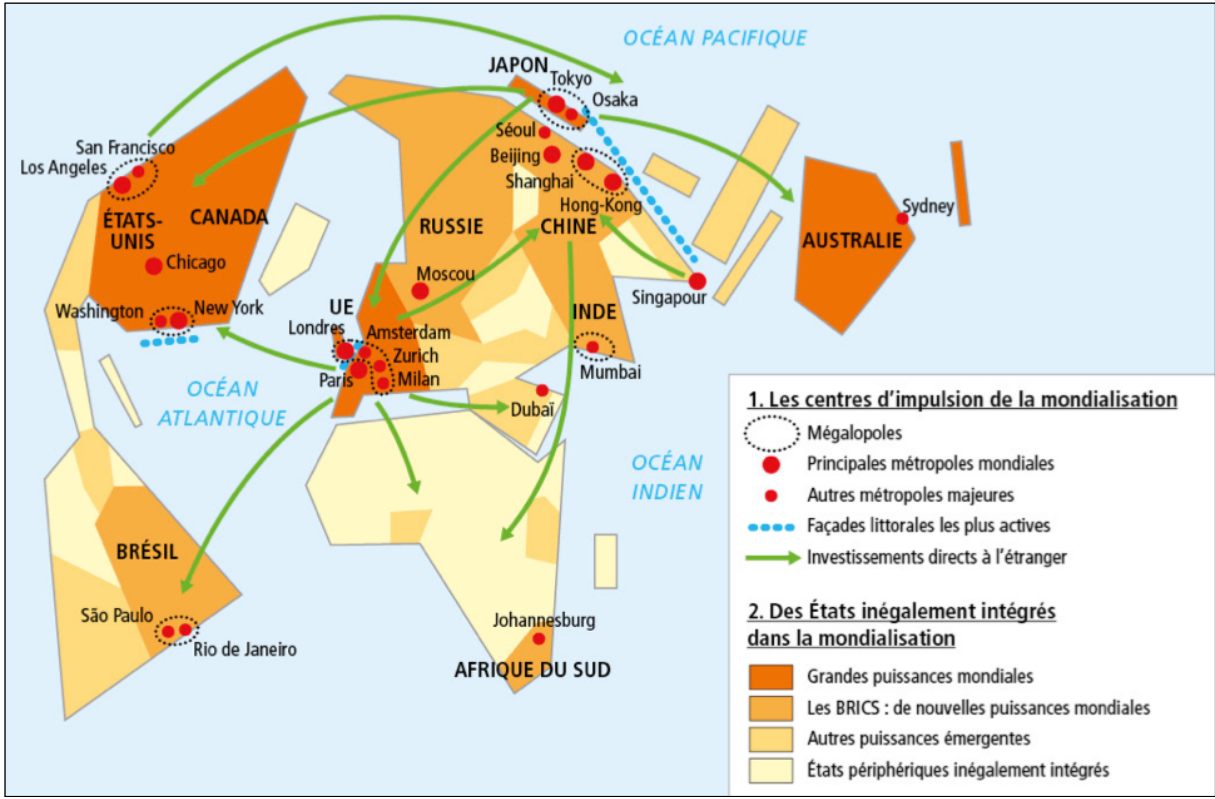 OCÉAN PACIFIQUE
JAPON
Tokyo
Osaka
San Francisco
Los Angeles
Séoul
Beijing
Shanghai
Hong-Kong
ÉTATS-
UNIS
CANADA
RUSSIE
CHINE
Sydney
AUSTRALIE
Chicago
Moscou
Singapour
Washington
New York
UE
Londres
Amsterdam
INDE
Zurich
Paris
Milan
Mumbai
OCÉAN
ATLANTIQUE
Dubaï
OCÉAN
INDIEN
BRÉSIL
São Paulo
Rio de Janeiro
Johannesburg
AFRIQUE DU SUD
1. Les centres d'impulsion de la mondialisation
Mégalopoles
Principales métropoles mondiales
Autres métropoles majeures
Façades littorales les plus actives
Investissements directs à l'étranger
2. Des États inégalement intégrés
dans la mondialisation
Grandes puissances mondiales
Les BRICS : de nouvelles puissances mondiales
Autres puissances émergentes
États périphériques inégalement intégrés